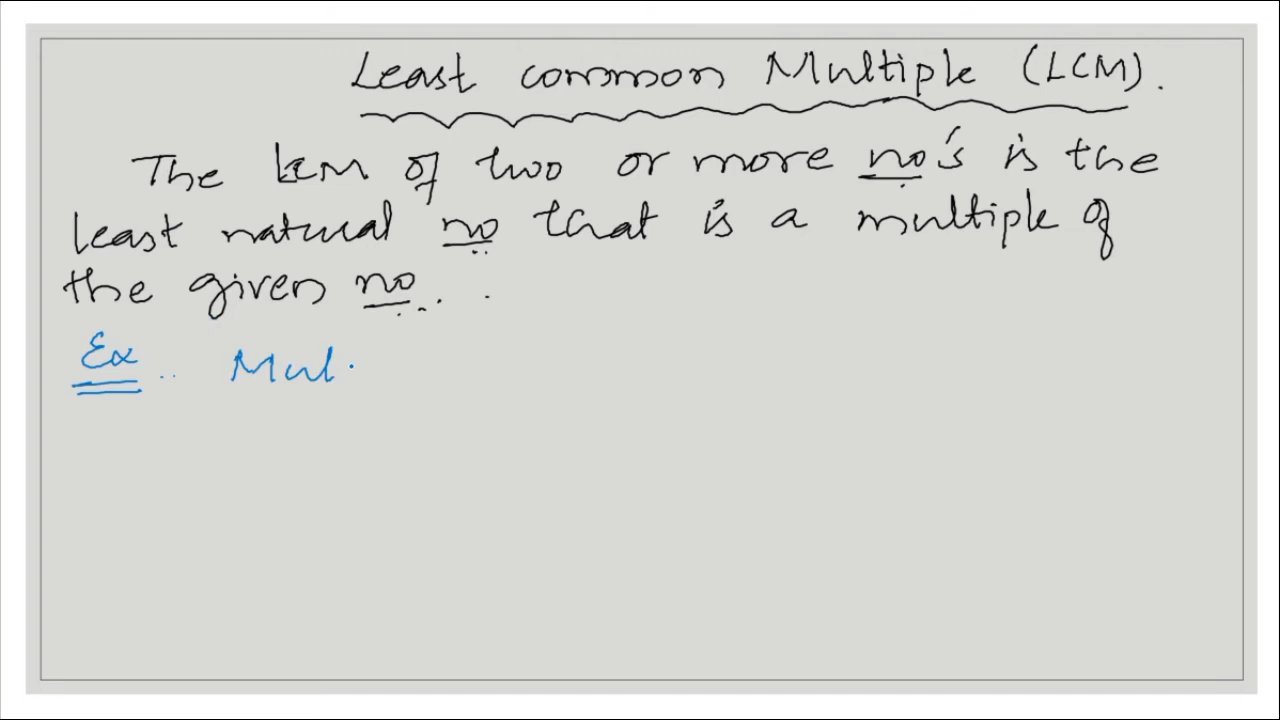 Least common Multiple (LCM).
The LCM of two or more no's is the
least natural no that is a multiple of
the given no..
Ex.. Mul